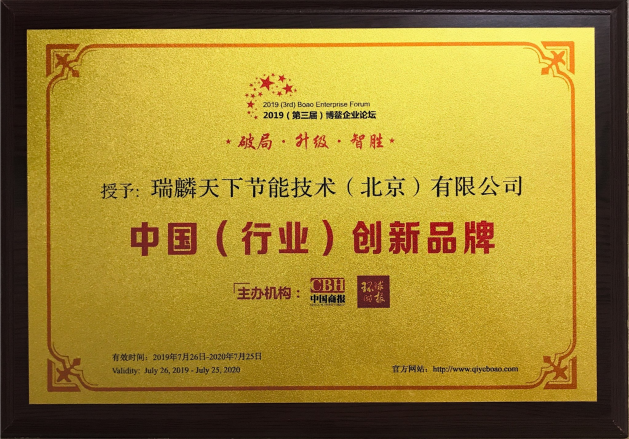 2019 (3rd) Boao Enterprise Forum
2019（第三届）博鳌企业论坛
破局·升级·智胜
授予: 瑞麟天下节能技术（北京）有限公司
中国（行业）创新品牌
主办机构： CBH 中国商报 环球时报
有效时间：2019年7月26日-2020年7月25日
Validity: July 26, 2019 - July 25, 2020
官方网站：http://www.qiyeboao.com